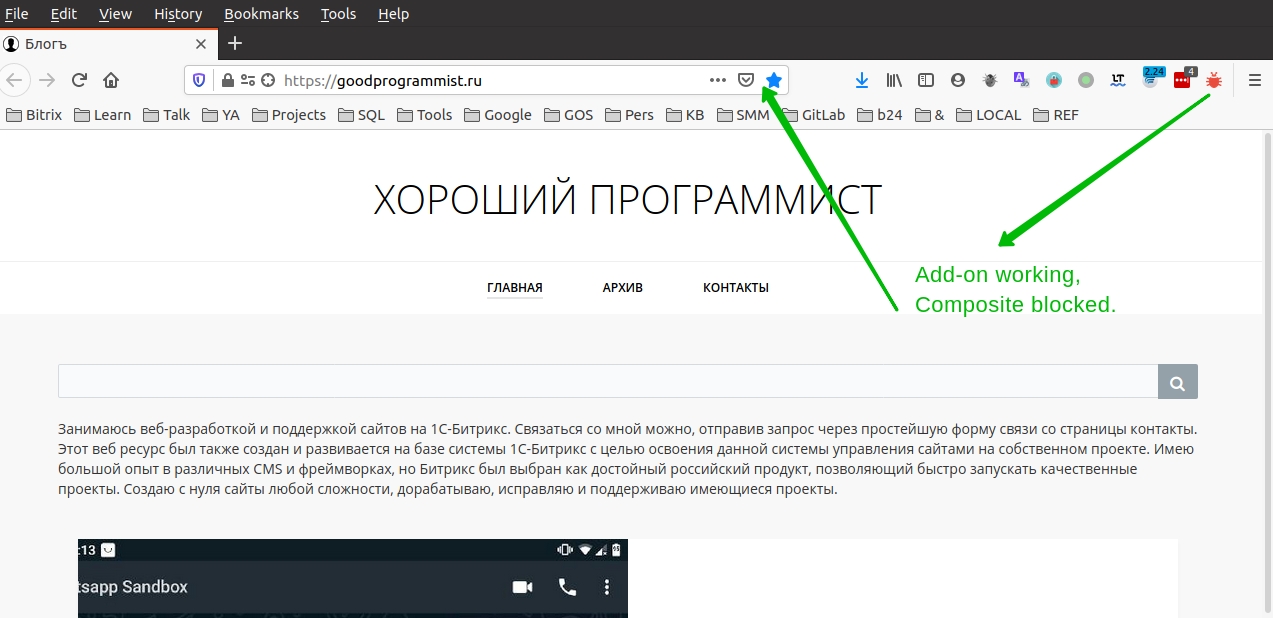 File Edit View History Bookmarks Tools Help
Блогъ
https://goodprogrammist.ru
2.24 4
Bitrix Learn Talk YA Projects SQL Tools Google GOS Pers KB SMM GitLab b24 & LOCAL REF
ХОРОШИЙ ПРОГРАММИСТ
ГЛАВНАЯ АРХИВ КОНТАКТЫ
Add-on working,
Composite blocked.
Занимаюсь веб-разработкой и поддержкой сайтов на 1С-Битрикс. Связаться со мной можно, отправив запрос через простейшую форму связи со страницы контакты.
Этот веб ресурс был также создан и развивается на базе системы 1С-Битрикс с целью освоения данной системы управления сайтами на собственном проекте. Имею
большой опыт в различных CMS и фреймворках, но Битрикс был выбран как достойный российский продукт, позволяющий быстро запускать качественные
проекты. Создаю с нуля сайты любой сложности, дорабатываю, исправляю и поддерживаю имеющиеся проекты.
:13
tsapp Sandbox